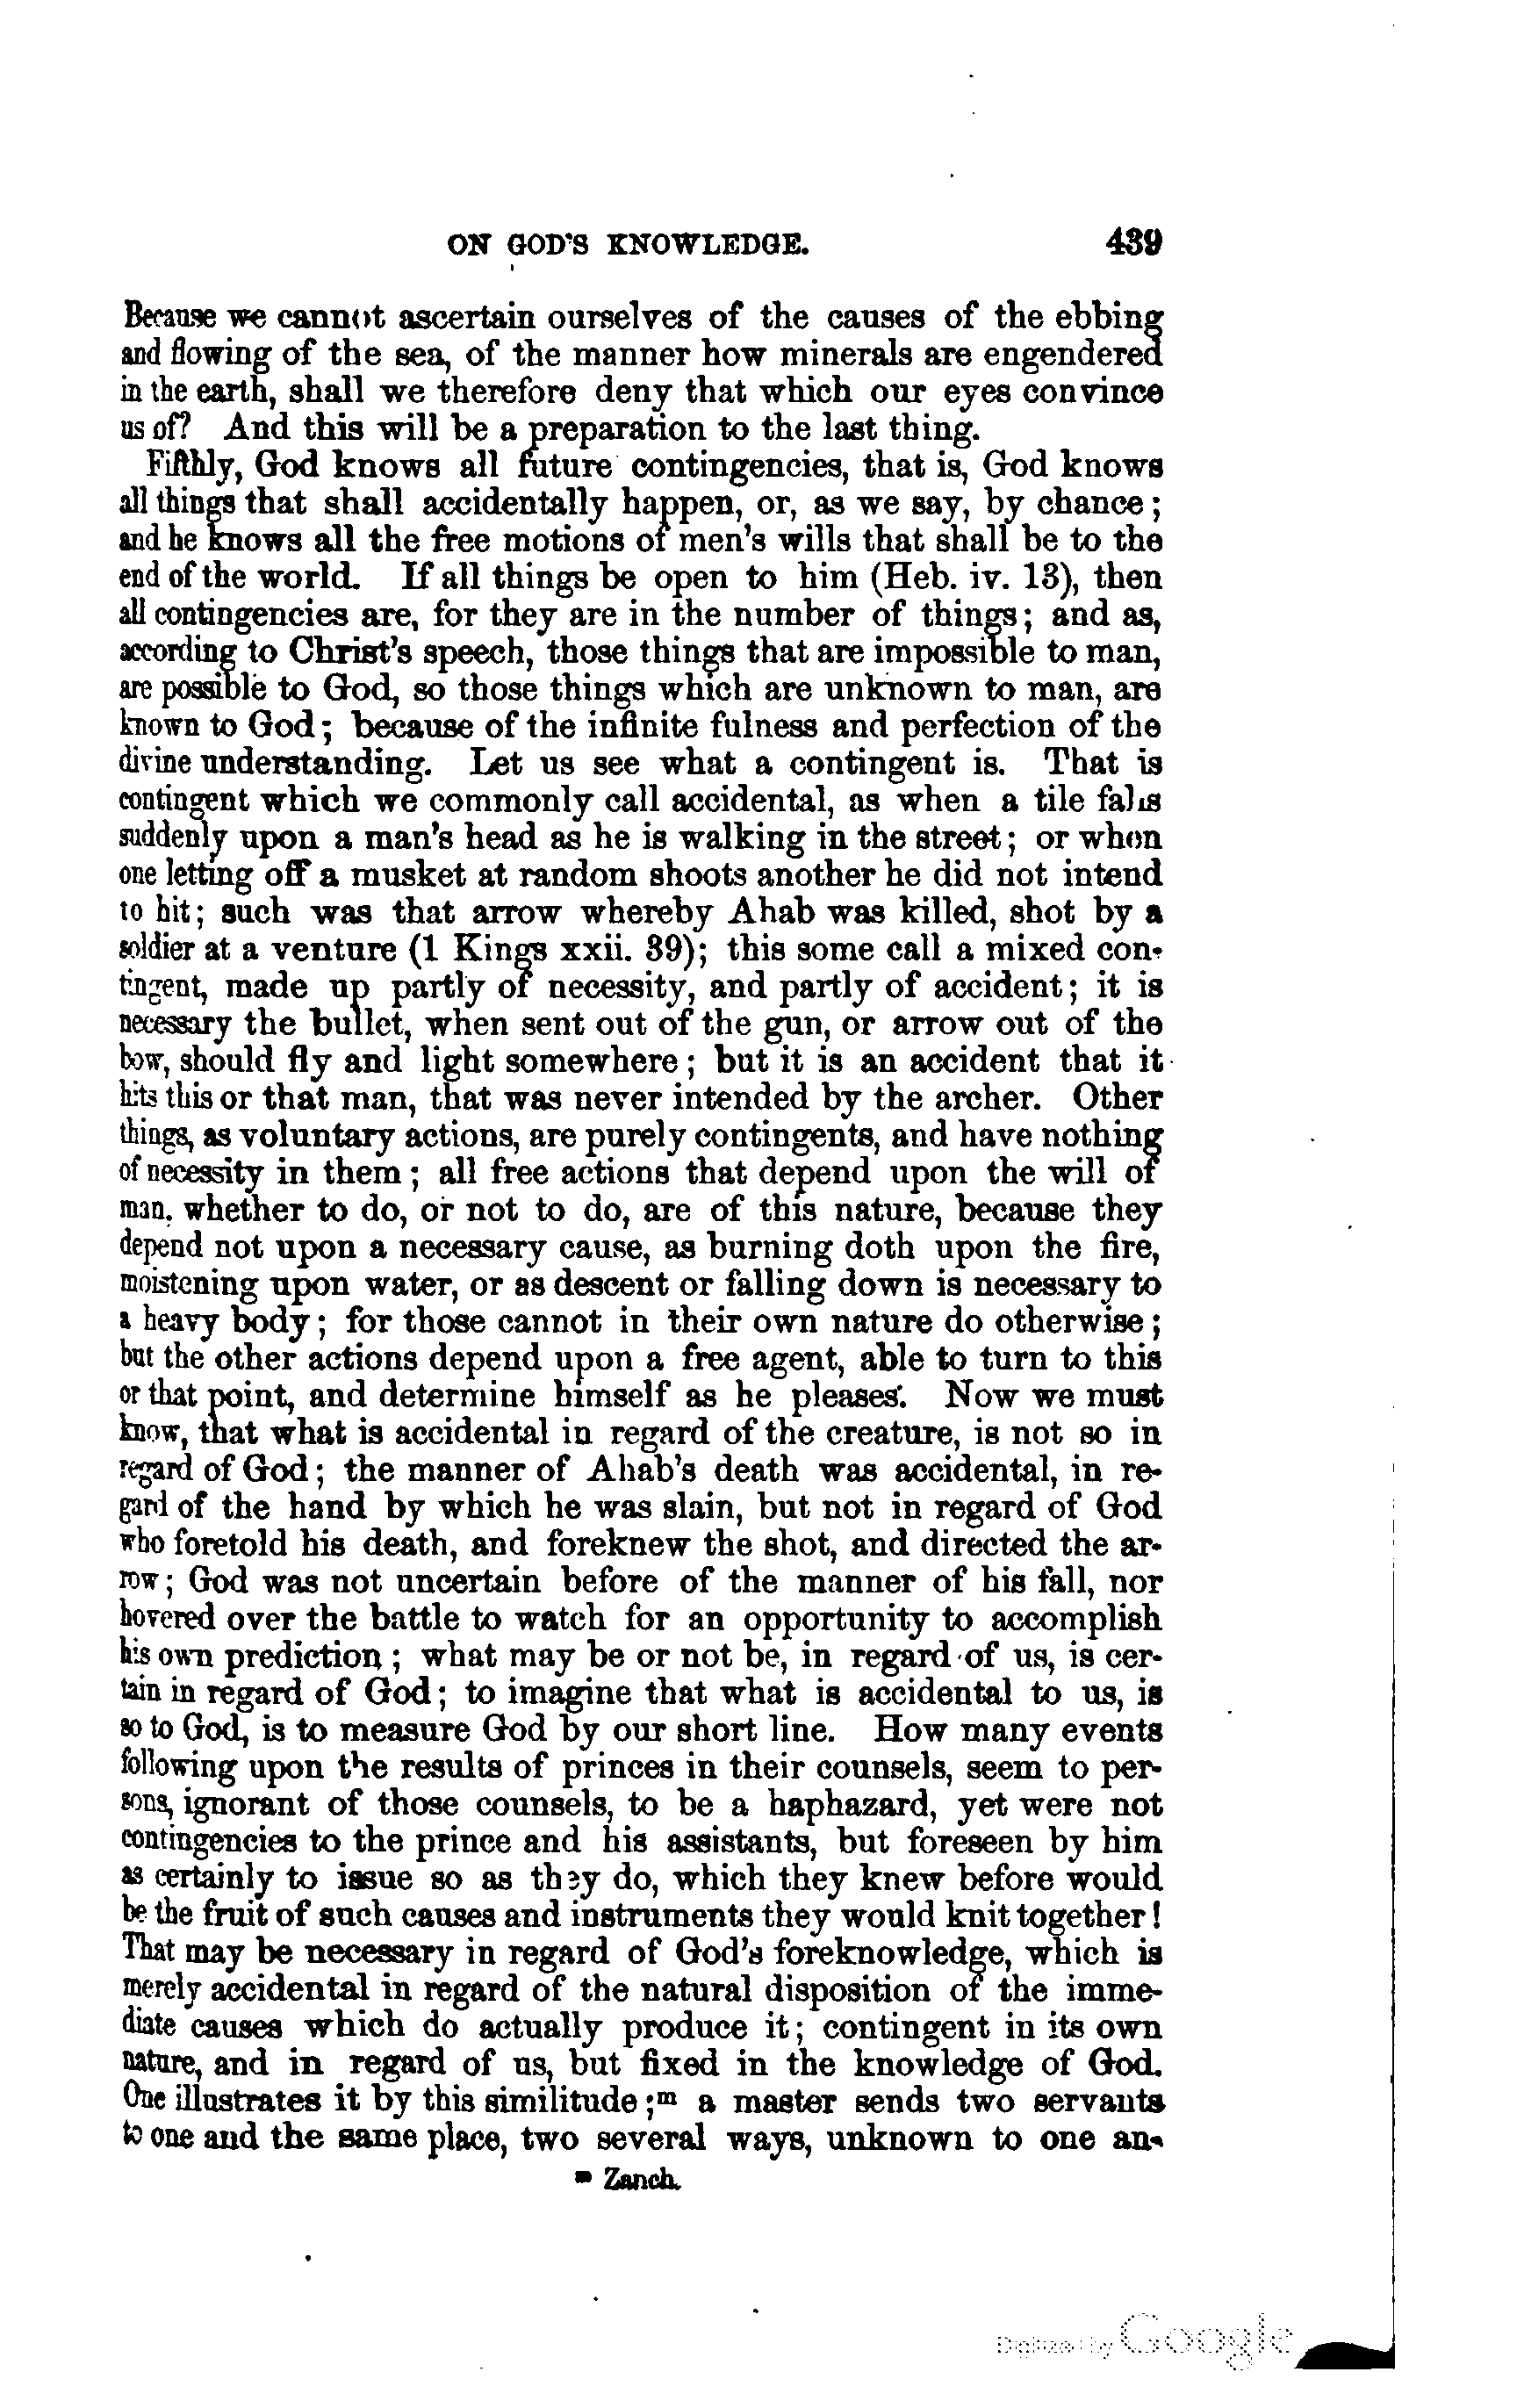 ON GOD'S KNOWLEDGE. 439
Because we cannot ascertain ourselves of the causes of the ebbing
and flowing of the sea, of the manner how minerals are engendered
in the earth, shall we therefore deny that which our eyes convince
us of? And this will be a preparation to the last thing.
Fifthly, God knows all future contingencies, that is, God knows
all things that shall accidentally happen, or, as we say, by chance;
and he knows all the free motions of men's wills that shall be to the
end of the world. If all things be open to him (Heb. iv. 13), then
all contingencies are, for they are in the number of things; and as,
according to Christ's speech, those things that are impossible to man,
are possible to God, so those things which are unknown to man, are
known to God; because of the infinite fulness and perfection of the
divine understanding. Let us see what a contingent is. That is
contingent which we commonly call accidental, as when a tile falls
suddenly upon a man's head as he is walking in the street; or when
one letting off a musket at random shoots another he did not intend
to hit; such was that arrow whereby Ahab was killed, shot by a
soldier at a venture (1 Kings xxii. 39); this some call a mixed con-
tingent, made up partly of necessity, and partly of accident; it is
necessary the bullet, when sent out of the gun, or arrow out of the
bow, should fly and light somewhere; but it is an accident that it
hits this or that man, that was never intended by the archer. Other
things, as voluntary actions, are purely contingents, and have nothing
of necessity in them; all free actions that depend upon the will of
man, whether to do, or not to do, are of this nature, because they
depend not upon a necessary cause, as burning doth upon the fire,
moistening upon water, or as descent or falling down is necessary to
a heavy body; for those cannot in their own nature do otherwise;
but the other actions depend upon a free agent, able to turn to this
or that point, and determine himself as he pleases. Now we must
know, that what is accidental in regard of the creature, is not so in
regard of God; the manner of Ahab's death was accidental, in re-
gard of the hand by which he was slain, but not in regard of God
who foretold his death, and foreknew the shot, and directed the ar-
row; God was not uncertain before of the manner of his fall, nor
hovered over the battle to watch for an opportunity to accomplish
his own prediction; what may be or not be, in regard of us, is cer-
tain in regard of God; to imagine that what is accidental to us, is
so to God, is to measure God by our short line. How many events
following upon the results of princes in their counsels, seem to per-
sons, ignorant of those counsels, to be a haphazard, yet were not
contingencies to the prince and his assistants, but foreseen by him
as certainly to issue so as they do, which they knew before would
be the fruit of such causes and instruments they would knit together!
That may be necessary in regard of God's foreknowledge, which is
merely accidental in regard of the natural disposition of the imme-
diate causes which do actually produce it; contingent in its own
nature, and in regard of us, but fixed in the knowledge of God.
One illustrates it by this similitude;m a master sends two servants
to one and the same place, two several ways, unknown to one an-
m Zanch.
Digitized by Google